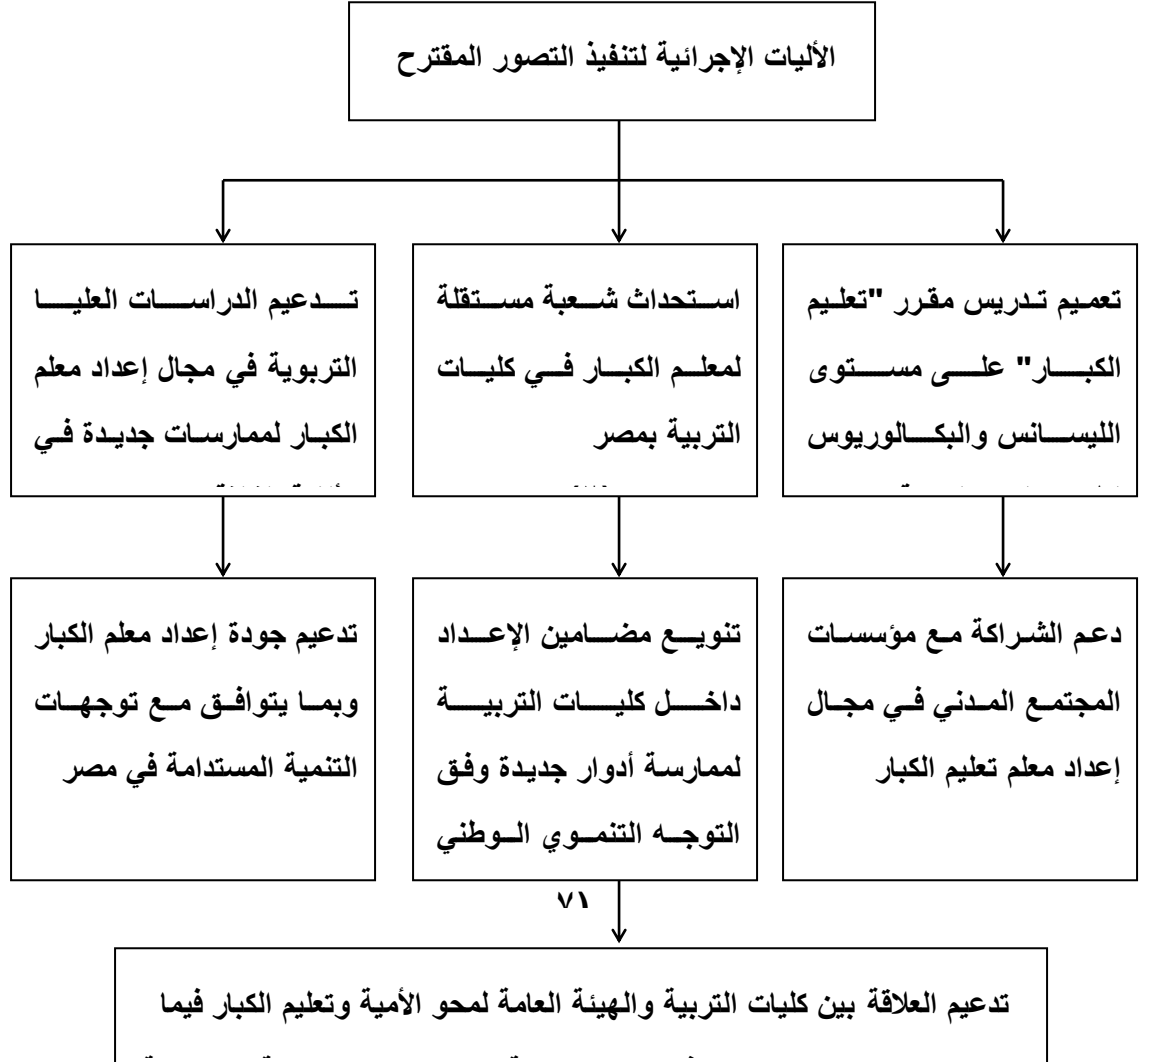 الأليات الإجرائية لتنفيذ التصور المقترح
تعميم تدريس مقرر "تعليم
الكبار" على مستوى
الليسانس والبكالوريوس
استحداث شعبة مستقلة
لمعلم الكبار في كليات
التربية بمصر
تدعيم الدراسات العليا
التربوية في مجال إعداد معلم
الكبار لممارسات جديدة في
دعم الشراكة مع مؤسسات
المجتمع المدني في مجال
إعداد معلم تعليم الكبار
تنويع مضامين الإعداد
داخل كليات التربية
لممارسة أدوار جديدة وفق
التوجه التنموي الوطني
تدعيم جودة إعداد معلم الكبار
وبما يتوافق مع توجهات
التنمية المستدامة في مصر
٧١
تدعيم العلاقة بين كليات التربية والهيئة العامة لمحو الأمية وتعليم الكبار فيما